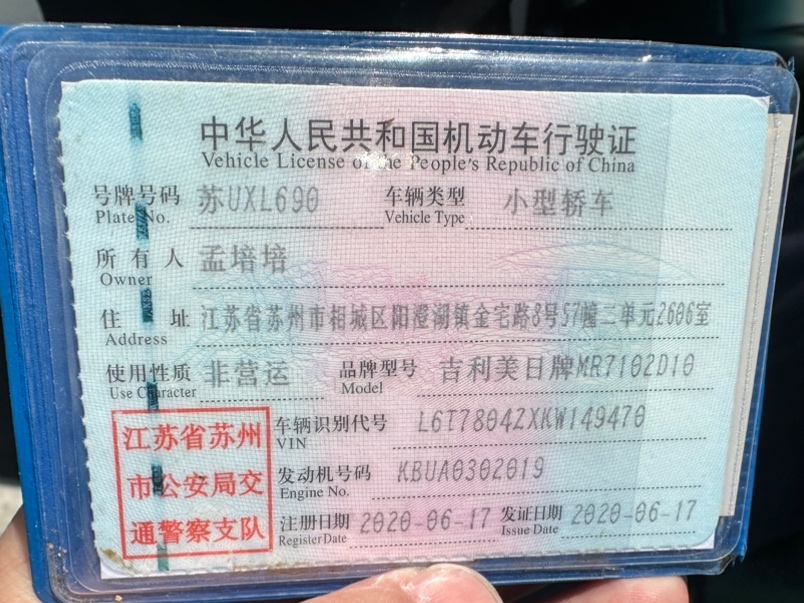 中华人民共和国机动车行驶证
Vehicle License of the People's Republic of China
号牌号码 苏UXL690 车辆类型 小型轿车
Plate No. Vehicle Type
所有人 孟培培
Owner
住址 江苏省苏州市相城区阳澄湖镇金宅路8号57幢二单元2606室
Address
使用性质 非营运 品牌型号 吉利美日牌MR7102D10
Use Character Model
江苏省苏州 车辆识别代号 L6T7804ZXKW149470
VIN
市公安局交 发动机号码 KBUA0302019
Engine No.
通警察支队 注册日期 2020-06-17 发证日期 2020-06-17
Register Date Issue Date